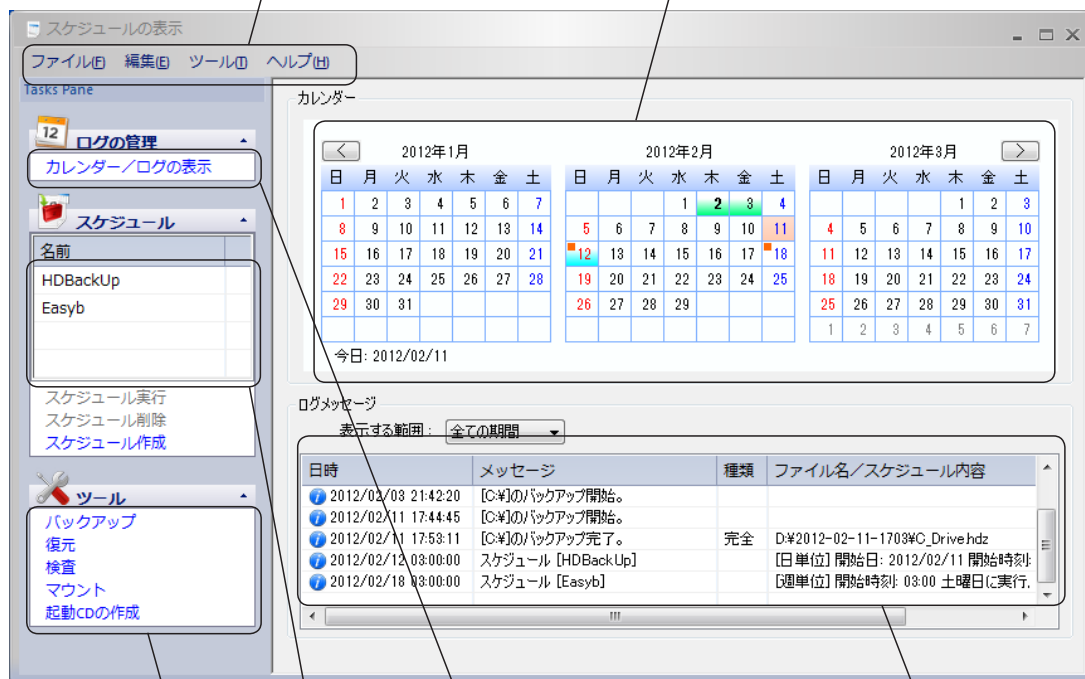 スケジュールの表示
ファイル(F) 編集(E) ツール(T) ヘルプ(H)
Tasks Pane
12
ログの管理
カレンダー／ログの表示
スケジュール
名前
HDBackUp
Easyb
スケジュール実行
スケジュール削除
スケジュール作成
ツール
バックアップ
復元
検査
マウント
起動CDの作成
カレンダー
2012年1月
日 月 火 水 木 金 土
1 2 3 4 5 6 7
8 9 10 11 12 13 14
15 16 17 18 19 20 21
22 23 24 25 26 27 28
29 30 31
2012年2月
日 月 火 水 木 金 土
1 2 3 4
5 6 7 8 9 10 11
12 13 14 15 16 17 18
19 20 21 22 23 24 25
26 27 28 29
2012年3月
日 月 火 水 木 金 土
1 2 3
4 5 6 7 8 9 10
11 12 13 14 15 16 17
18 19 20 21 22 23 24
25 26 27 28 29 30 31
1 2 3 4 5 6 7
今日: 2012/02/11
ログメッセージ
表示する範囲： 全ての期間
日時 メッセージ 種類 ファイル名／スケジュール内容
2012/02/03 21:42:20 [C:¥]のバックアップ開始。
2012/02/11 17:44:45 [C:¥]のバックアップ開始。
2012/02/11 17:53:11 [C:¥]のバックアップ完了。 完全 D:¥2012-02-11-1703¥C_Drive.hdz
2012/02/12 03:00:00 スケジュール [HDBackUp] [日単位] 開始日: 2012/02/11 開始時刻:
2012/02/18 03:00:00 スケジュール [Easyb] [週単位] 開始時刻: 03:00 土曜日に実行.